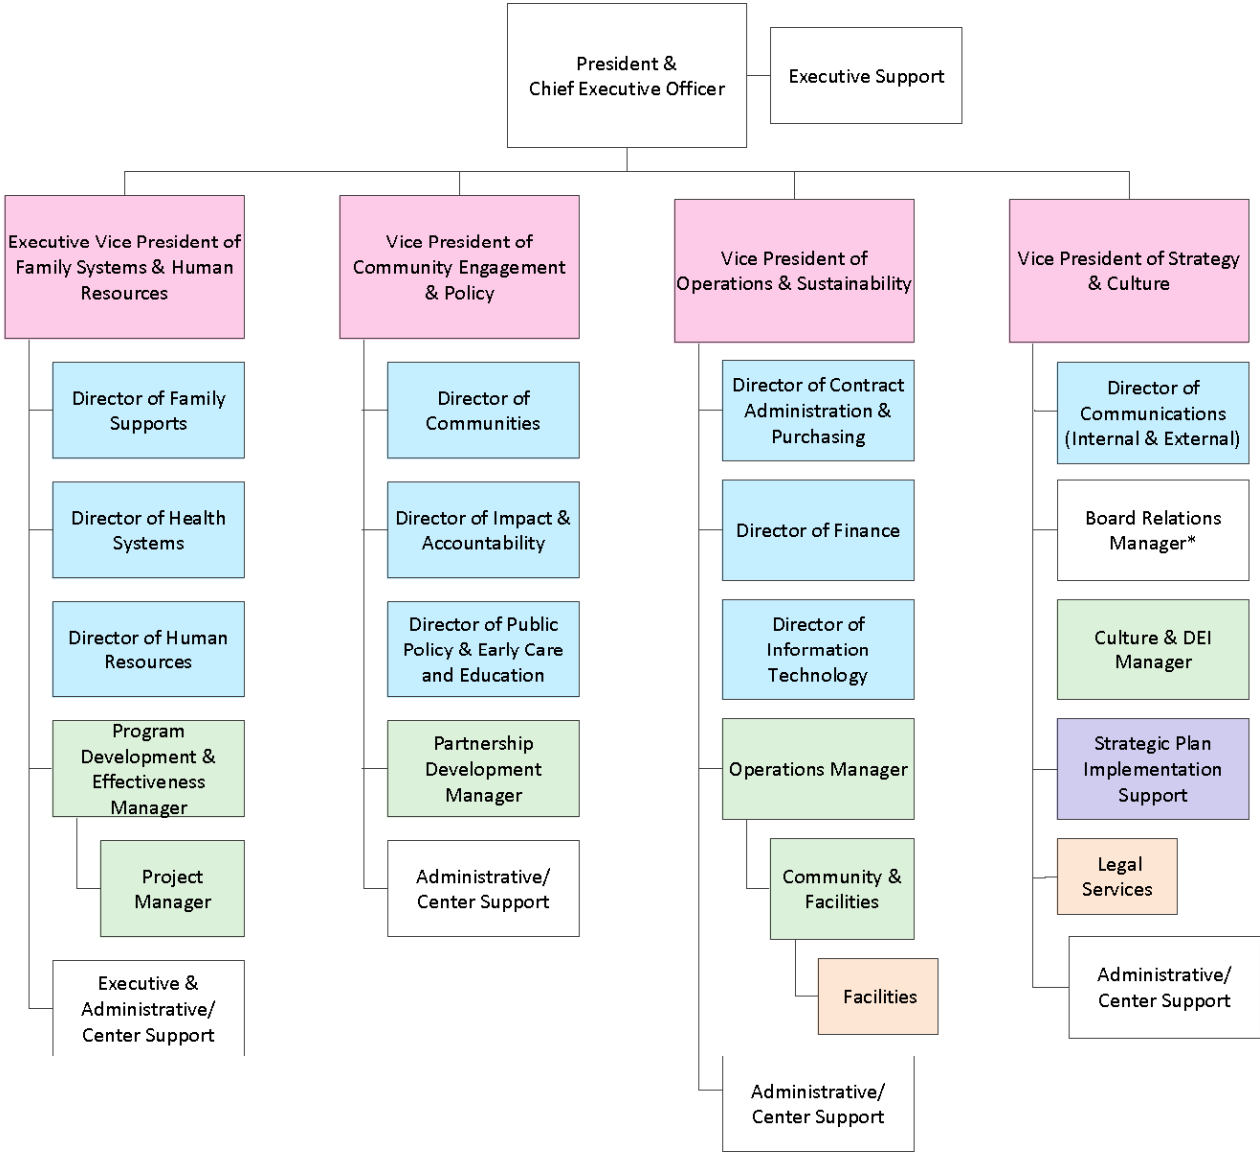 President &
Chief Executive Officer
Executive Support
Executive Vice President of
Family Systems & Human
Resources
Director of Family
Supports
Director of Health
Systems
Director of Human
Resources
Program
Development &
Effectiveness
Manager
Project
Manager
Executive &
Administrative/
Center Support
Vice President of
Community Engagement
& Policy
Director of
Communities
Director of Impact &
Accountability
Director of Public
Policy & Early Care
and Education
Partnership
Development
Manager
Administrative/
Center Support
Vice President of
Operations & Sustainability
Director of Contract
Administration &
Purchasing
Director of Finance
Director of
Information
Technology
Operations Manager
Community &
Facilities
Facilities
Administrative/
Center Support
Vice President of Strategy
& Culture
Director of
Communications
(Internal & External)
Board Relations
Manager*
Culture & DEI
Manager
Strategic Plan
Implementation
Support
Legal
Services
Administrative/
Center Support